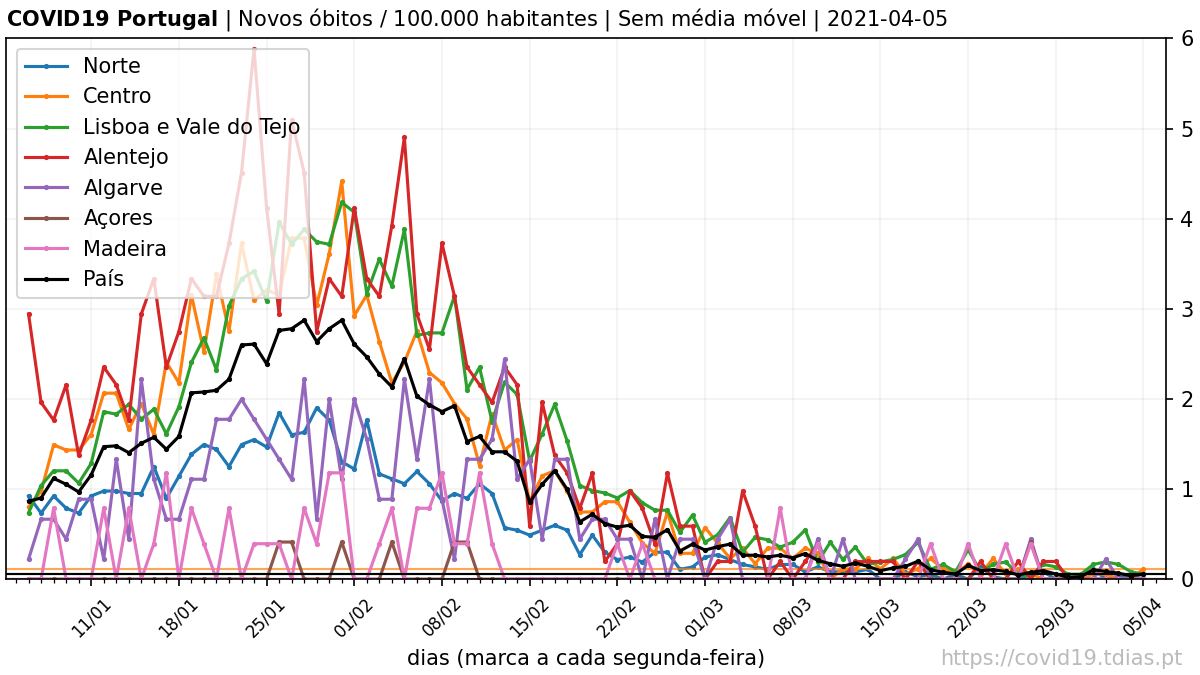 COVID19 Portugal | Novos óbitos / 100.000 habitantes | Sem média móvel | 2021-04-05
Norte
Centro
Lisboa e Vale do Tejo
Alentejo
Algarve
Açores
Madeira
País
6
5
4
3
2
1
0
11/01 18/01 25/01 01/02 08/02 15/02 22/02 01/03 08/03 15/03 22/03 29/03 05/04
dias (marca a cada segunda-feira)
https://covid19.tdias.pt